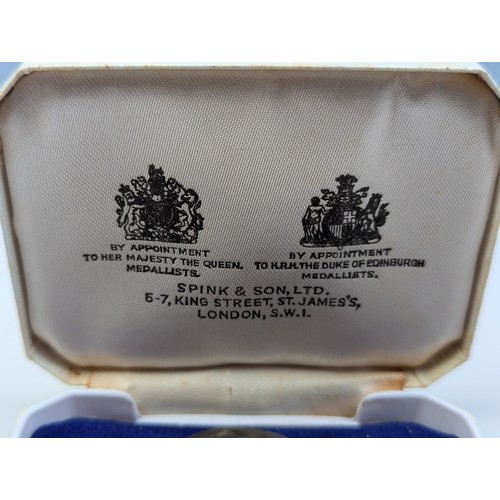 BY APPOINTMENT
TO HER MAJESTY THE QUEEN.
MEDALLISTS.
BY APPOINTMENT
TO H.R.H. THE DUKE OF EDINBURGH
MEDALLISTS.
SPINK & SON, LTD.
5-7, KING STREET, ST. JAMES'S,
LONDON, S.W.1.